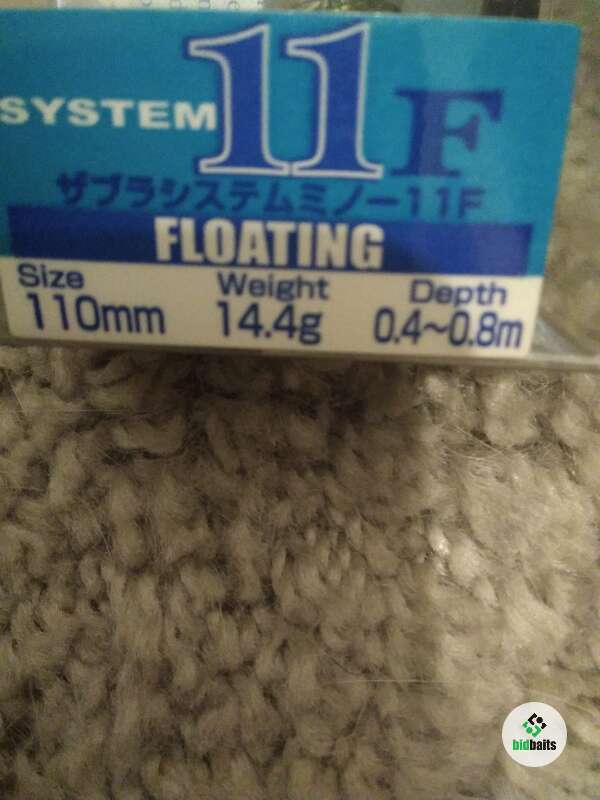 SYSTEM 11F
ザブラシステムミノー11F
FLOATING
Size Weight Depth
110mm 14.4g 0.4~0.8m
bidbaits